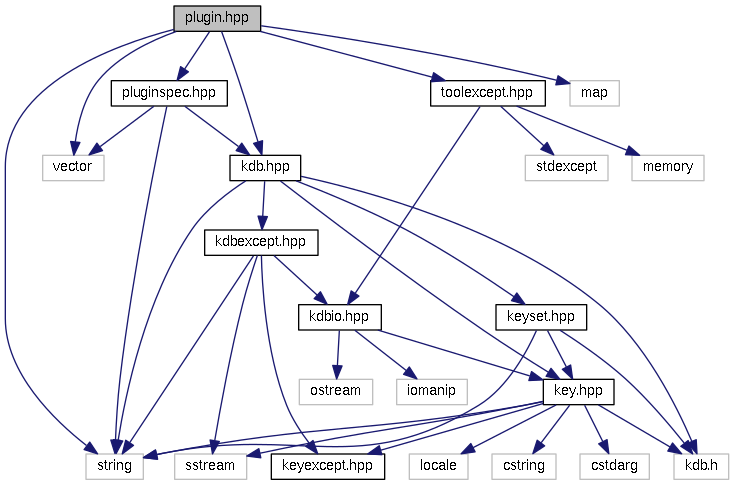 plugin.hpp
pluginspec.hpp
toolexcept.hpp
map
vector
kdb.hpp
stdexcept
memory
kdbexcept.hpp
kdbio.hpp
keyset.hpp
ostream
iomanip
key.hpp
string
sstream
keyexcept.hpp
locale
cstring
cstdarg
kdb.h